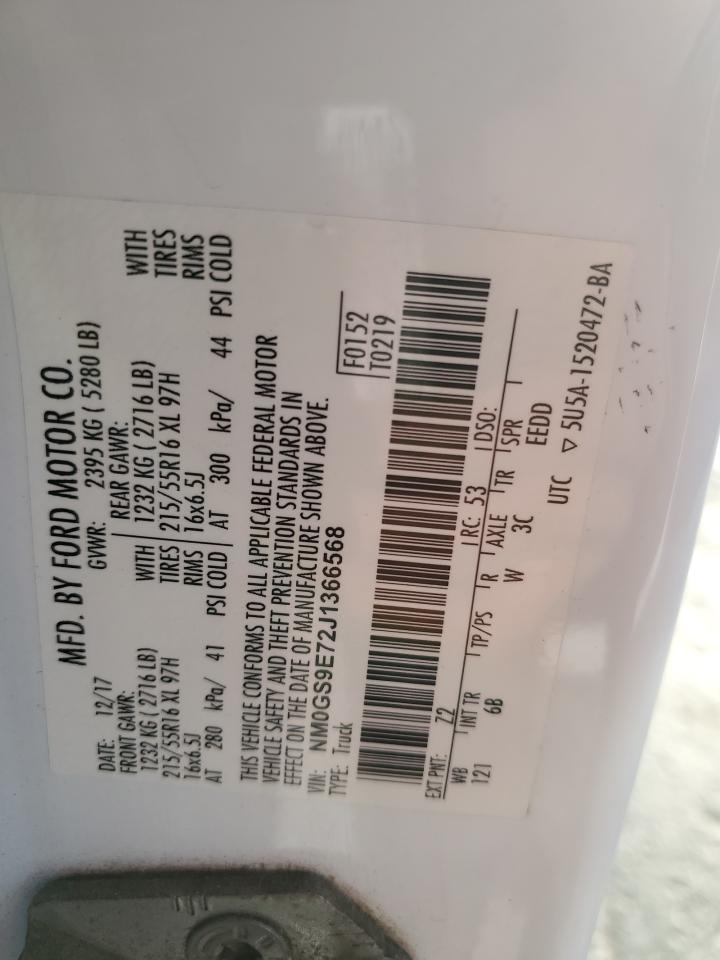 MFD. BY FORD MOTOR CO.
DATE: 12/17 GVWR: 2395 KG ( 5280 LB)
FRONT GAWR: REAR GAWR:
1232 KG ( 2716 LB) WITH 1232 KG ( 2716 LB) WITH
215/55R16 XL 97H TIRES 215/55R16 XL 97H TIRES
16x6.5J RIMS 16x6.5J RIMS
AT 280 kPa/ 41 PSI COLD AT 300 kPa/ 44 PSI COLD
THIS VEHICLE CONFORMS TO ALL APPLICABLE FEDERAL MOTOR
VEHICLE SAFETY AND THEFT PREVENTION STANDARDS IN
EFFECT ON THE DATE OF MANUFACTURE SHOWN ABOVE.
VIN: NM0GS9E72J1366568 F0152
TYPE: Truck T0219
EXT PNT: Z2 RC: 53 DSO:
WB INT TR TP/PS R AXLE TR SPR
121 6B W 3C EEDD
UTC ▽ 5U5A-1520472-BA